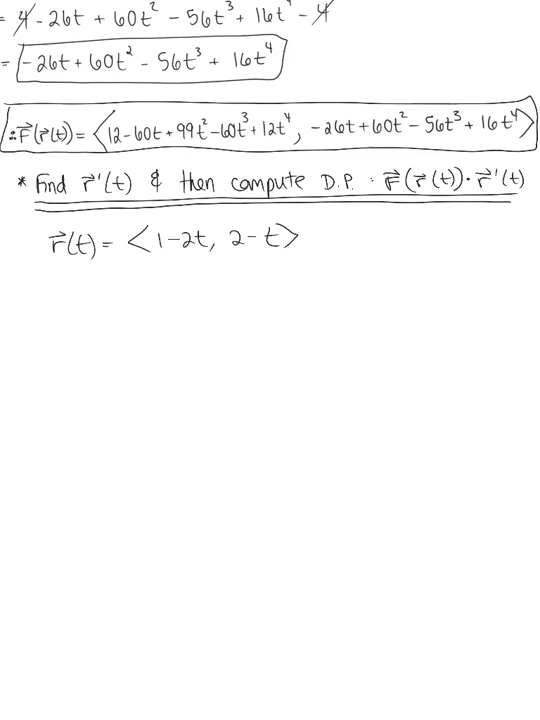 = 4 - 26t + 60t² - 56t³ + 16t⁴ - 4
= -26t + 60t² - 56t³ + 16t⁴
∴ F⃗(r⃗(t)) = ⟨12 - 60t + 99t² - 60t³ + 12t⁴, -26t + 60t² - 56t³ + 16t⁴⟩
* Find r⃗'(t) & then compute D.P. : F⃗(r⃗(t)) · r⃗'(t)
r⃗(t) = ⟨1-2t, 2-t⟩